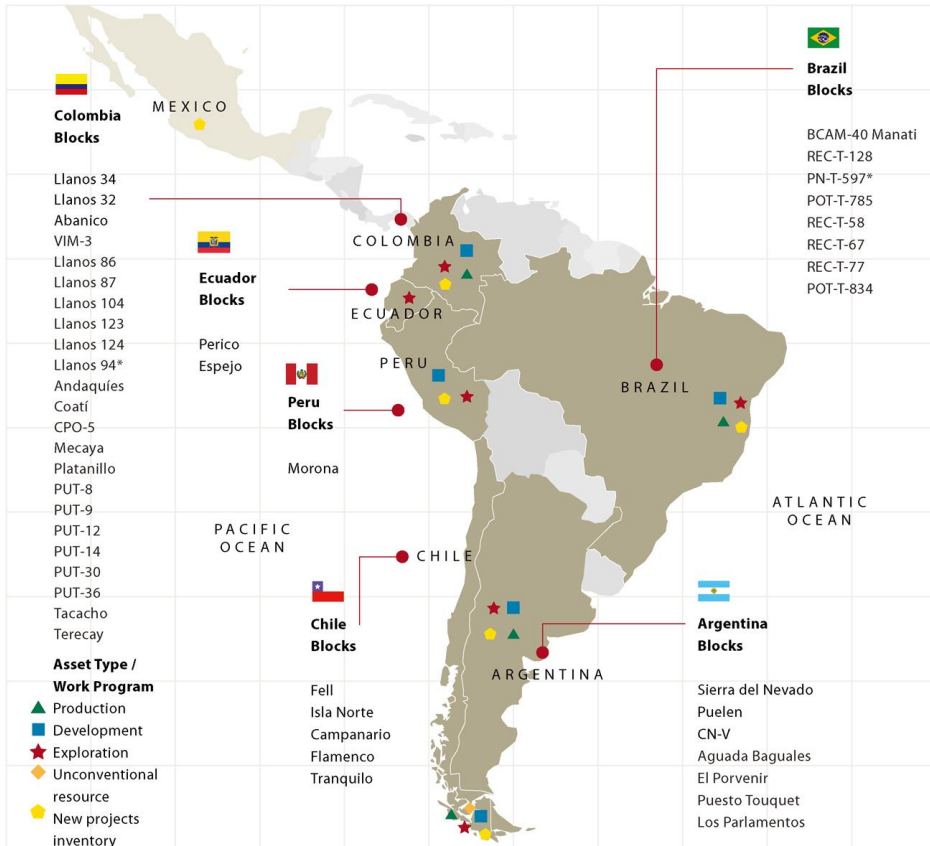 Colombia
Blocks
Llanos 34
Llanos 32
Abanico
VIM-3
Llanos 86
Llanos 87
Llanos 104
Llanos 123
Llanos 124
Llanos 94*
Andaquíes
Coatí
CPO-5
Mecaya
Platanillo
PUT-8
PUT-9
PUT-12
PUT-14
PUT-30
PUT-36
Tacacho
Terecay
Asset Type /
Work Program
Production
Development
Exploration
Unconventional
resource
New projects
inventory
MEXICO
Ecuador
Blocks
Perico
Espejo
Peru
Blocks
Morona
PACIFIC
OCEAN
Chile
Blocks
Fell
Isla Norte
Campanario
Flamenco
Tranquilo
COLOMBIA
ECUADOR
PERU
BRAZIL
CHILE
ARGENTINA
Brazil
Blocks
BCAM-40 Manati
REC-T-128
PN-T-597*
POT-T-785
REC-T-58
REC-T-67
REC-T-77
POT-T-834
ATLANTIC
OCEAN
Argentina
Blocks
Sierra del Nevado
Puelen
CN-V
Aguada Baguales
El Porvenir
Puesto Touquet
Los Parlamentos